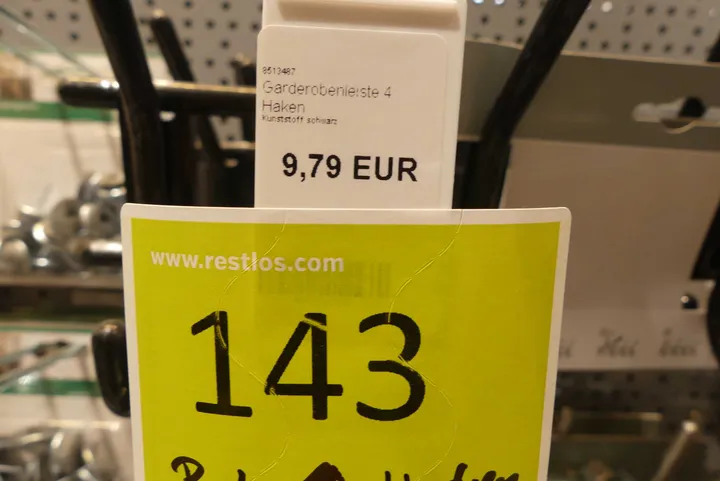 8513487
Garderobenleiste 4
Haken
Kunststoff schwarz
9,79 EUR
www.restlos.com
143